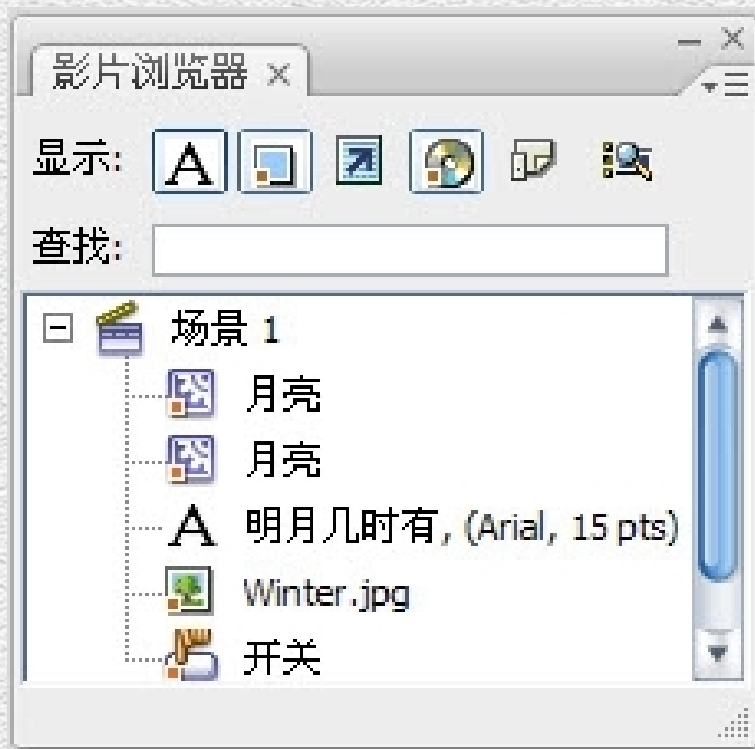 影片浏览器
显示:
查找:
场景 1
月亮
月亮
明月几时有, (Arial, 15 pts)
Winter.jpg
开关